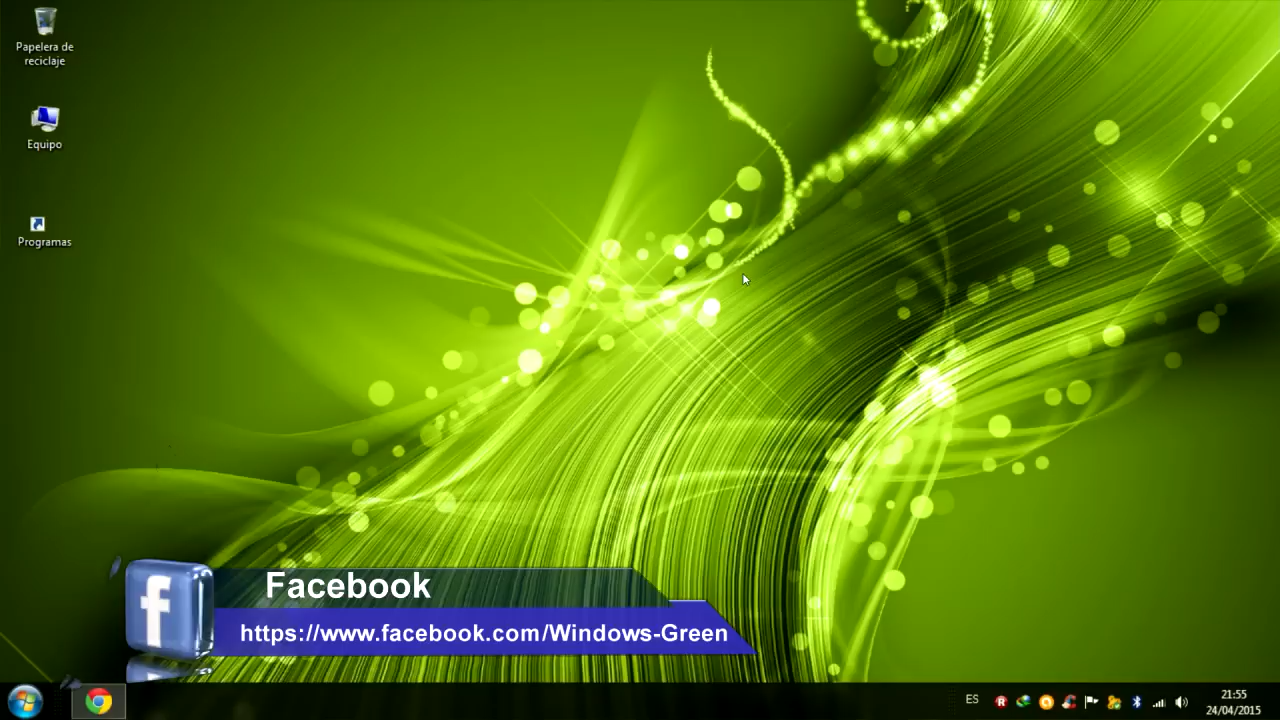 Papelera de
reciclaje
Equipo
Programas
Facebook
https://www.facebook.com/Windows-Green
ES
21:55
24/04/2015